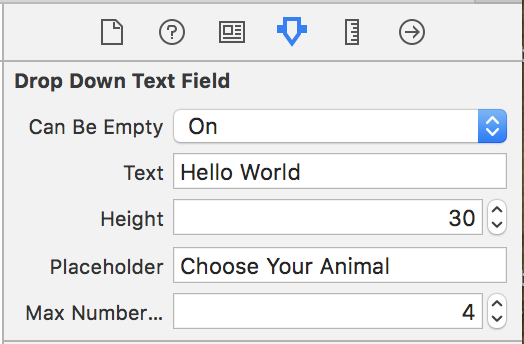 Drop Down Text Field
Can Be Empty On
Text Hello World
Height 30
Placeholder Choose Your Animal
Max Number... 4